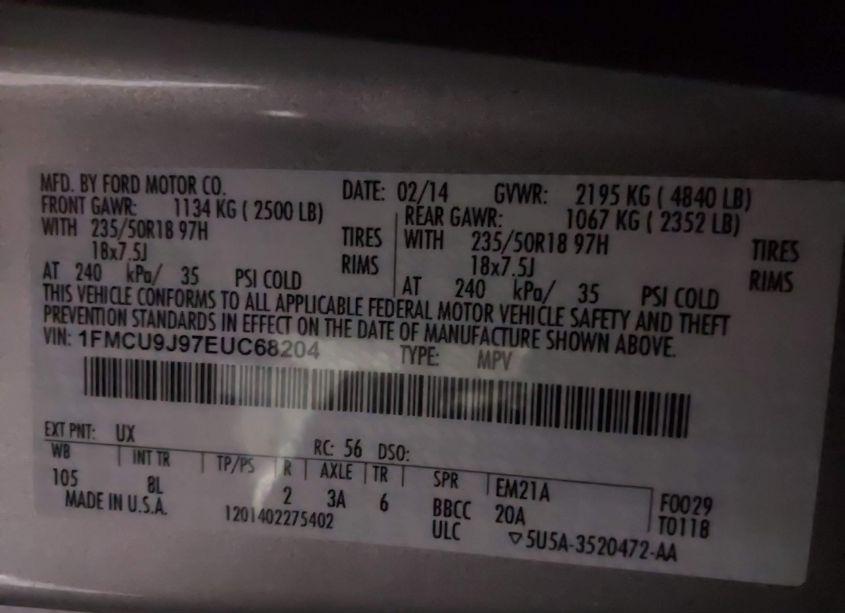 MFD. BY FORD MOTOR CO. DATE: 02/14 GVWR: 2195 KG ( 4840 LB)
FRONT GAWR: 1134 KG ( 2500 LB) REAR GAWR: 1067 KG ( 2352 LB)
WITH 235/50R18 97H TIRES WITH 235/50R18 97H TIRES
18x7.5J RIMS 18x7.5J RIMS
AT 240 kPa/ 35 PSI COLD AT 240 kPa/ 35 PSI COLD
THIS VEHICLE CONFORMS TO ALL APPLICABLE FEDERAL MOTOR VEHICLE SAFETY AND THEFT
PREVENTION STANDARDS IN EFFECT ON THE DATE OF MANUFACTURE SHOWN ABOVE.
VIN: 1FMCU9J97EUC68204 TYPE: MPV
EXT PNT: UX RC: 56 DSO:
WB INT TR TP/PS R AXLE TR SPR EM21A F0029
105 8L 2 3A 6 BBCC 20A T0118
MADE IN U.S.A. 1201402275402 ULC ▽5U5A-3520472-AA